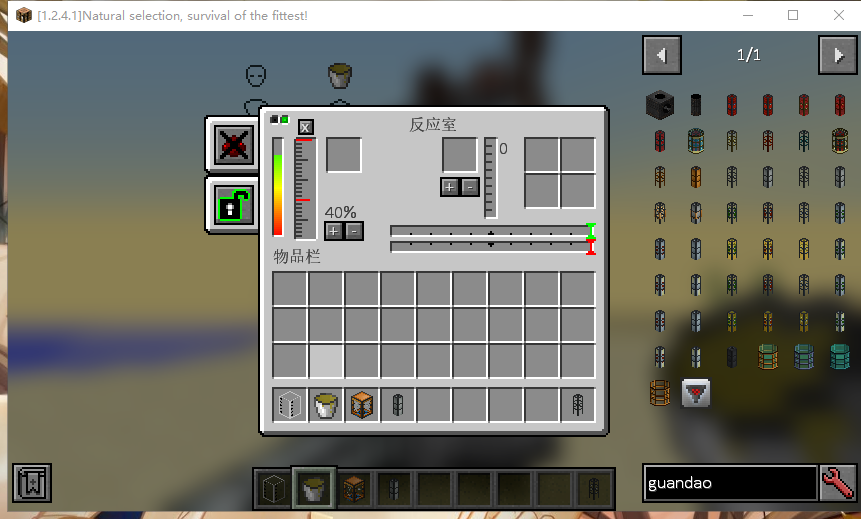 [1.2.4.1]Natural selection, survival of the fittest!
1/1
X
反应室
0
+ -
40%
+ -
物品栏
guandao